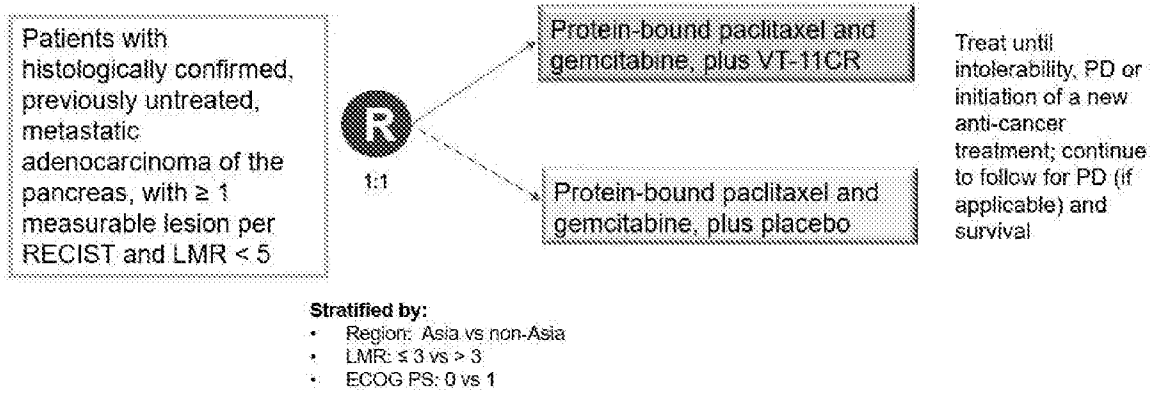 Patients with
histologically confirmed,
previously untreated,
metastatic
adenocarcinoma of the
pancreas, with ≥ 1
measurable lesion per
RECIST and LMR < 5
R
1:1
Protein-bound paclitaxel and
gemcitabine, plus VT-11CR
Protein-bound paclitaxel and
gemcitabine, plus placebo
Treat until
intolerability, PD or
initiation of a new
anti-cancer
treatment; continue
to follow for PD (if
applicable) and
survival
Stratified by:
• Region: Asia vs non-Asia
• LMR: ≤ 3 vs > 3
• ECOG PS: 0 vs 1